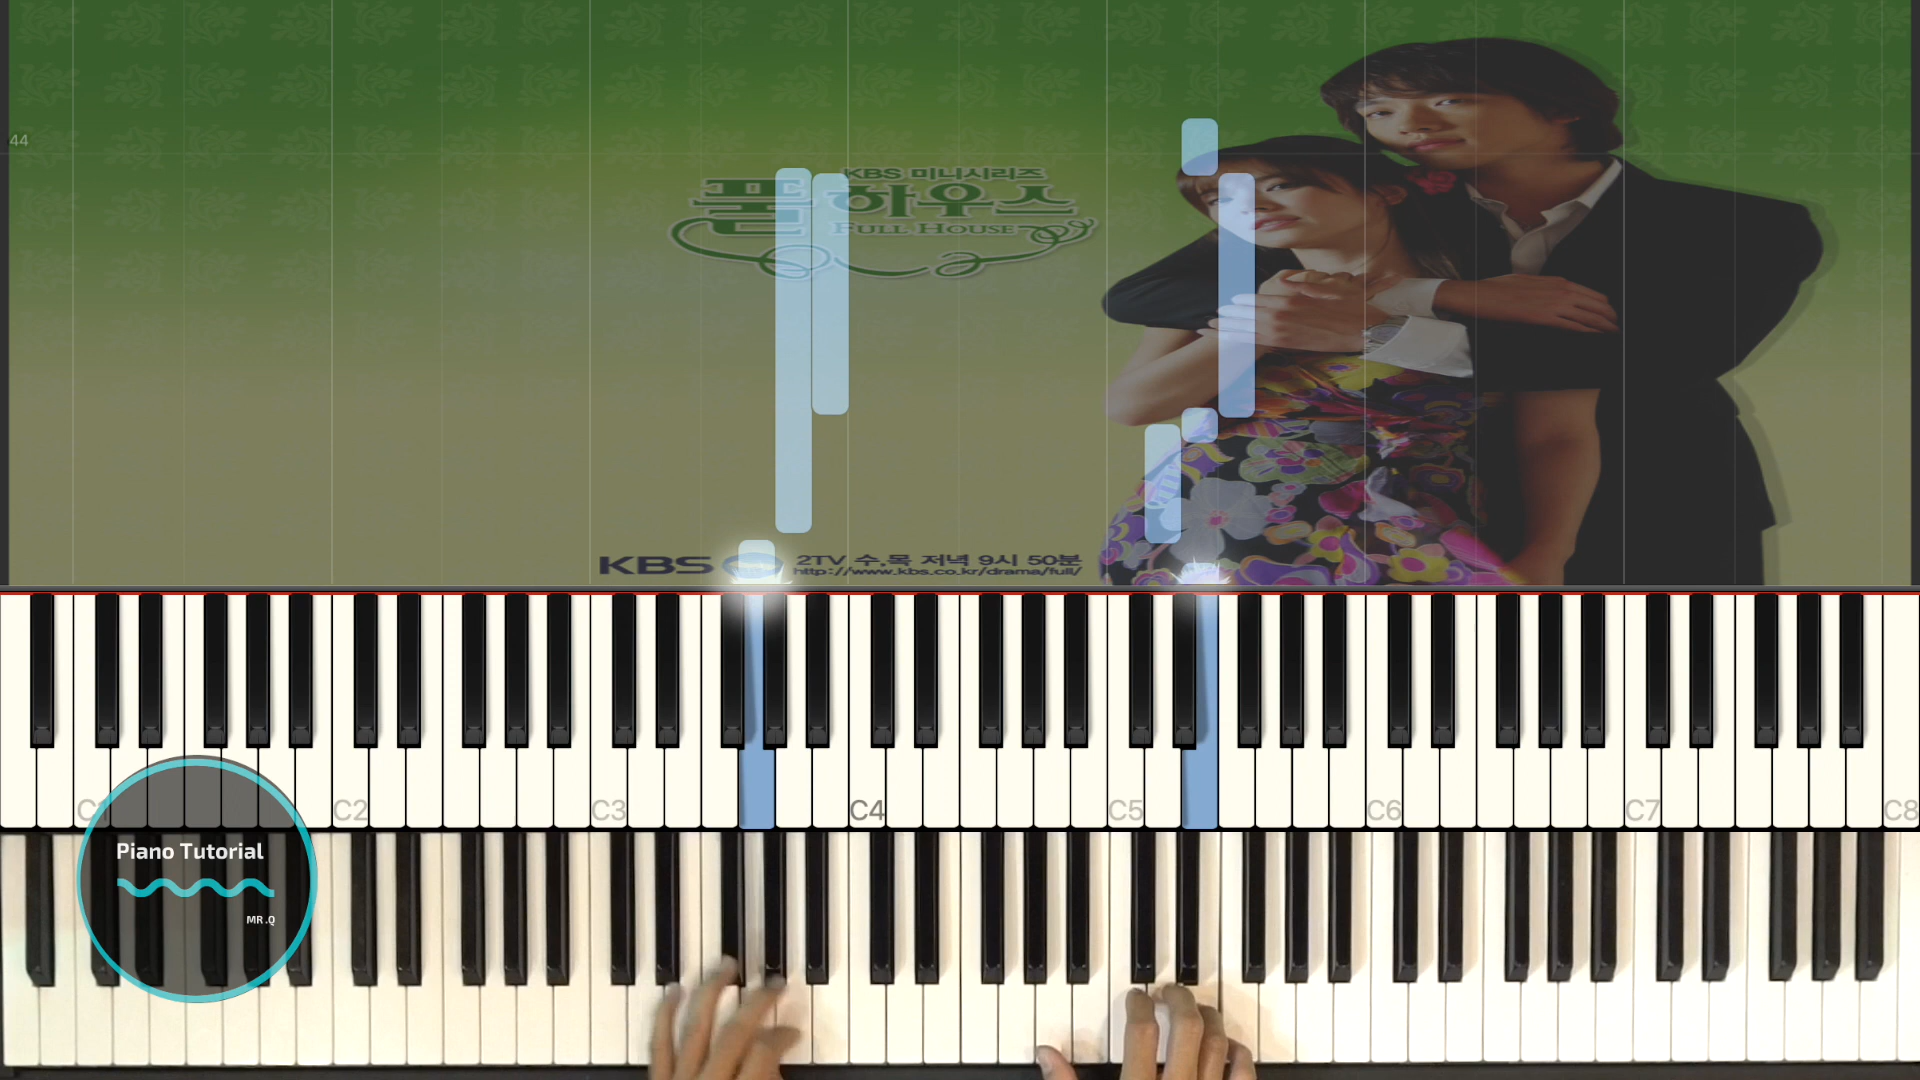 44
KBS 미니시리즈
풀하우스
FULL HOUSE
KBS 2TV 수.목 저녁 9시 50분
http://www.kbs.co.kr/drama/full/
C1 C2 C3 C4 C5 C6 C7 C8
Piano Tutorial
MR.Q